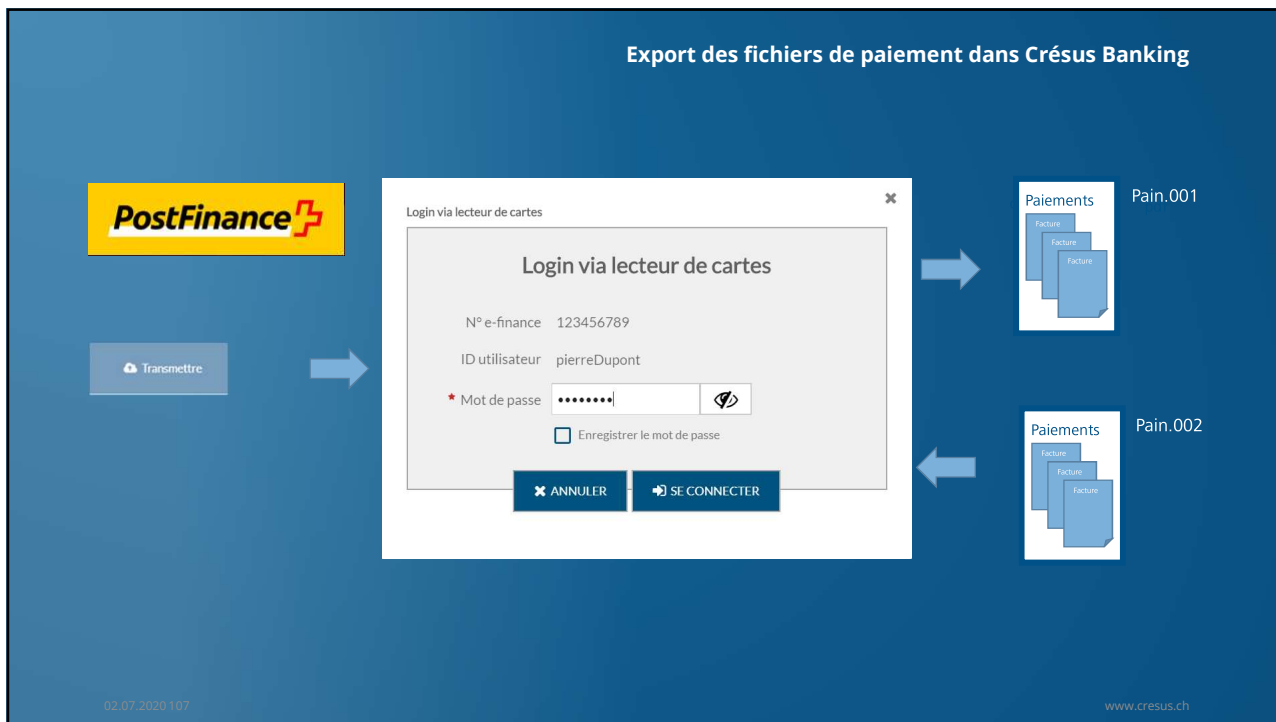 Export des fichiers de paiement dans Crésus Banking
PostFinance
Transmettre
Login via lecteur de cartes
Login via lecteur de cartes
N° e-finance 123456789
ID utilisateur pierreDupont
* Mot de passe ••••••••
Enregistrer le mot de passe
ANNULER
SE CONNECTER
Paiements
Facture
Facture
Facture
Pain.001
Paiements
Facture
Facture
Facture
Pain.002
02.07.2020 107
www.cresus.ch